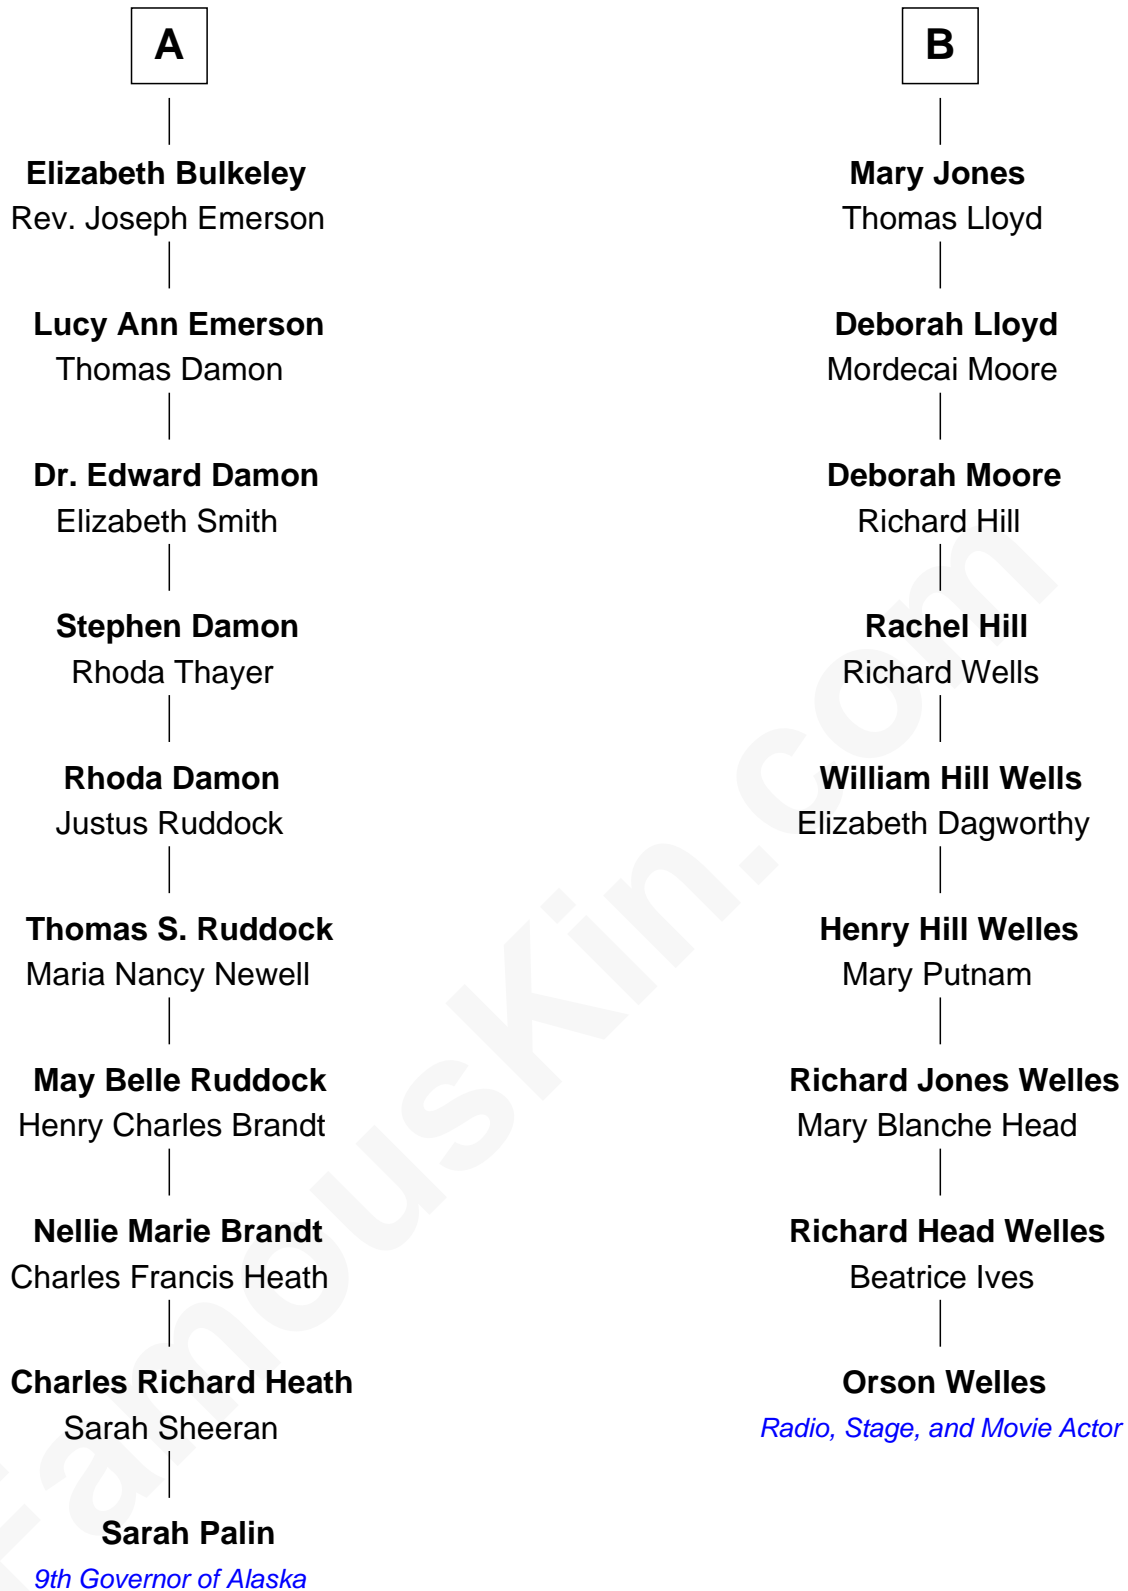 A
Elizabeth Bulkeley
Rev. Joseph Emerson
Lucy Ann Emerson
Thomas Damon
Dr. Edward Damon
Elizabeth Smith
Stephen Damon
Rhoda Thayer
Rhoda Damon
Justus Ruddock
Thomas S. Ruddock
Maria Nancy Newell
May Belle Ruddock
Henry Charles Brandt
Nellie Marie Brandt
Charles Francis Heath
Charles Richard Heath
Sarah Sheeran
Sarah Palin
9th Governor of Alaska
B
Mary Jones
Thomas Lloyd
Deborah Lloyd
Mordecai Moore
Deborah Moore
Richard Hill
Rachel Hill
Richard Wells
William Hill Wells
Elizabeth Dagworthy
Henry Hill Welles
Mary Putnam
Richard Jones Welles
Mary Blanche Head
Richard Head Welles
Beatrice Ives
Orson Welles
Radio, Stage, and Movie Actor
FamousKin.com